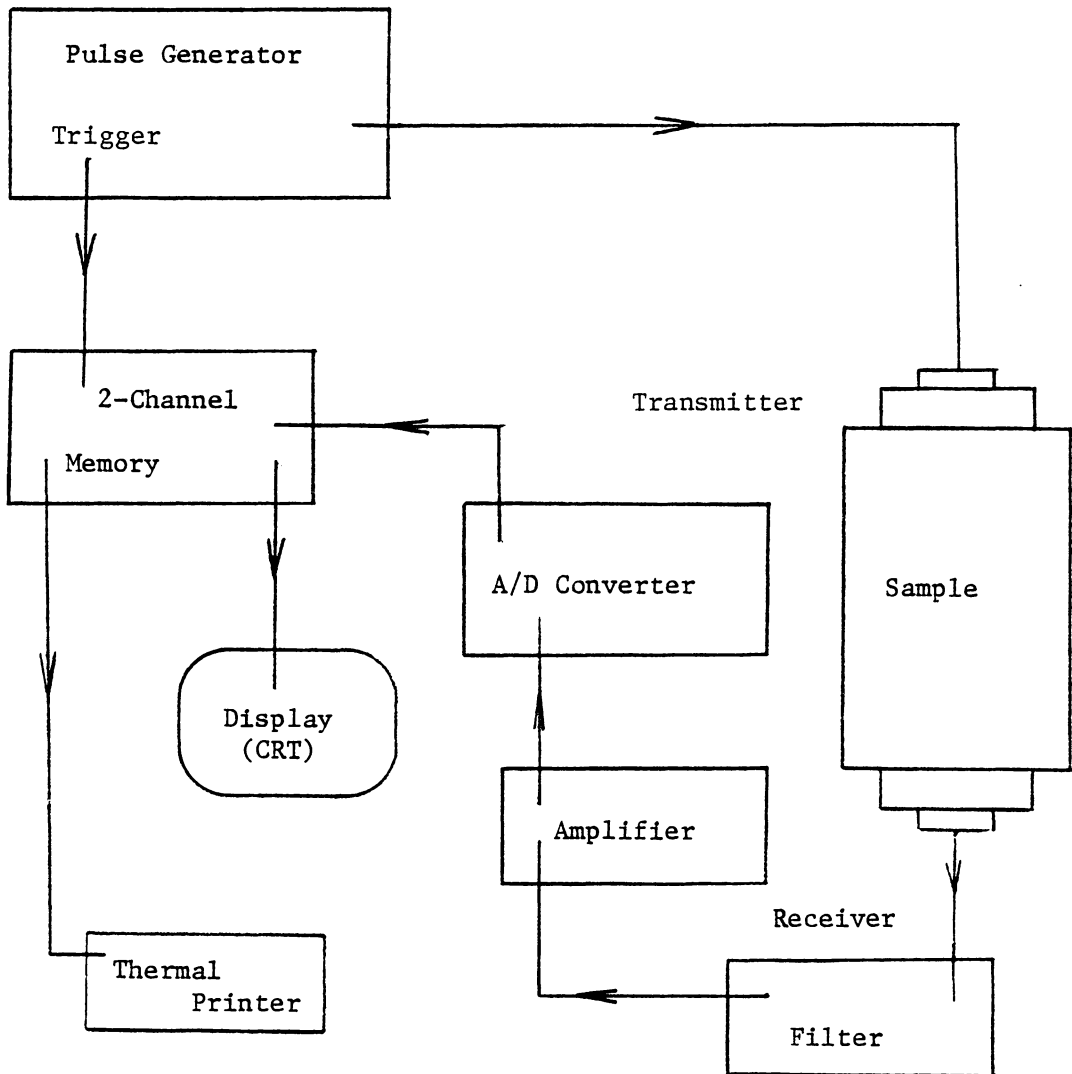 Pulse Generator
Trigger
2-Channel
Memory
Transmitter
A/D Converter
Sample
Display
(CRT)
Amplifier
Receiver
Thermal
Printer
Filter